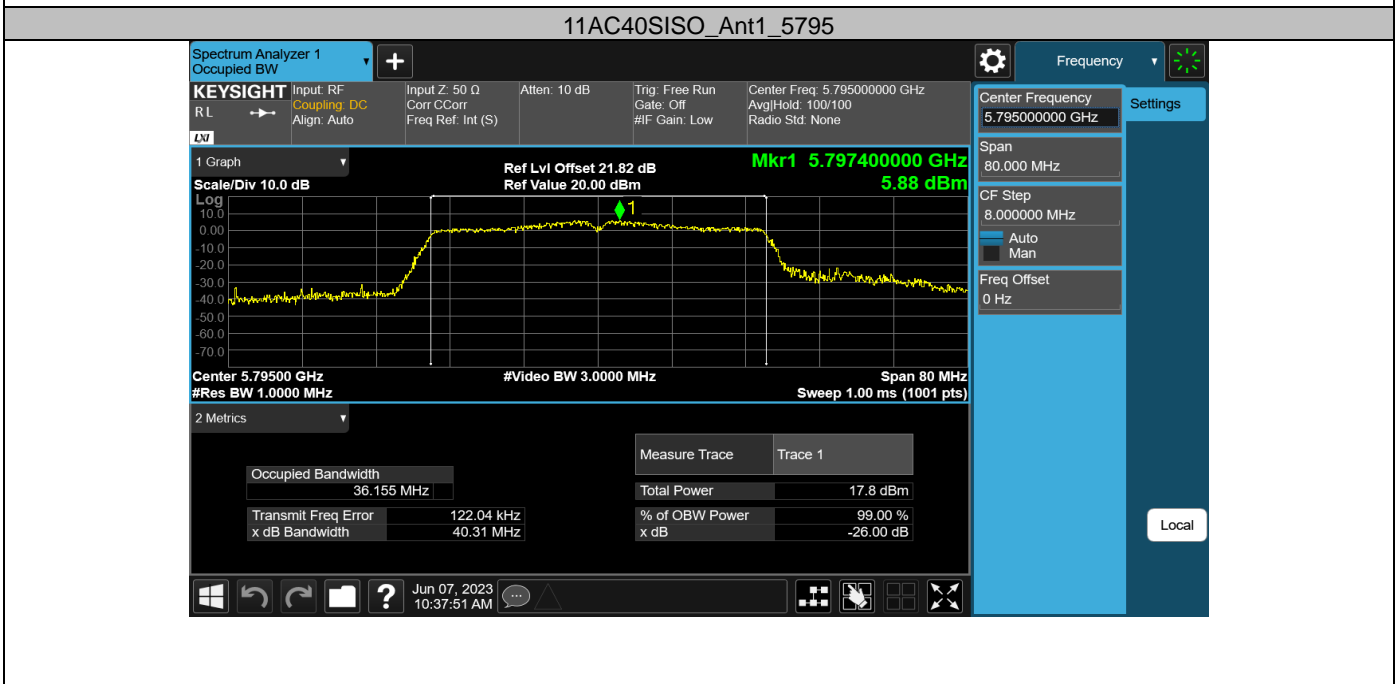 11AC40SISO_Ant1_5795
Spectrum Analyzer 1
Occupied BW
+
Frequency
KEYSIGHT
R L
LXI
Input: RF
Coupling: DC
Align: Auto
Input Z: 50 Ω
Corr CCorr
Freq Ref: Int (S)
Atten: 10 dB
Trig: Free Run
Gate: Off
#IF Gain: Low
Center Freq: 5.795000000 GHz
Avg|Hold: 100/100
Radio Std: None
Center Frequency
5.795000000 GHz
Settings
Span
80.000 MHz
CF Step
8.000000 MHz
Auto
Man
Freq Offset
0 Hz
1 Graph
Scale/Div 10.0 dB
Ref Lvl Offset 21.82 dB
Ref Value 20.00 dBm
Mkr1 5.797400000 GHz
5.88 dBm
Log
10.0
0.00
-10.0
-20.0
-30.0
-40.0
-50.0
-60.0
-70.0
1
Center 5.79500 GHz
#Res BW 1.0000 MHz
#Video BW 3.0000 MHz
Span 80 MHz
Sweep 1.00 ms (1001 pts)
2 Metrics
Measure Trace Trace 1
Occupied Bandwidth
36.155 MHz
Total Power 17.8 dBm
Transmit Freq Error 122.04 kHz
% of OBW Power 99.00 %
x dB Bandwidth 40.31 MHz
x dB -26.00 dB
Local
?
Jun 07, 2023
10:37:51 AM